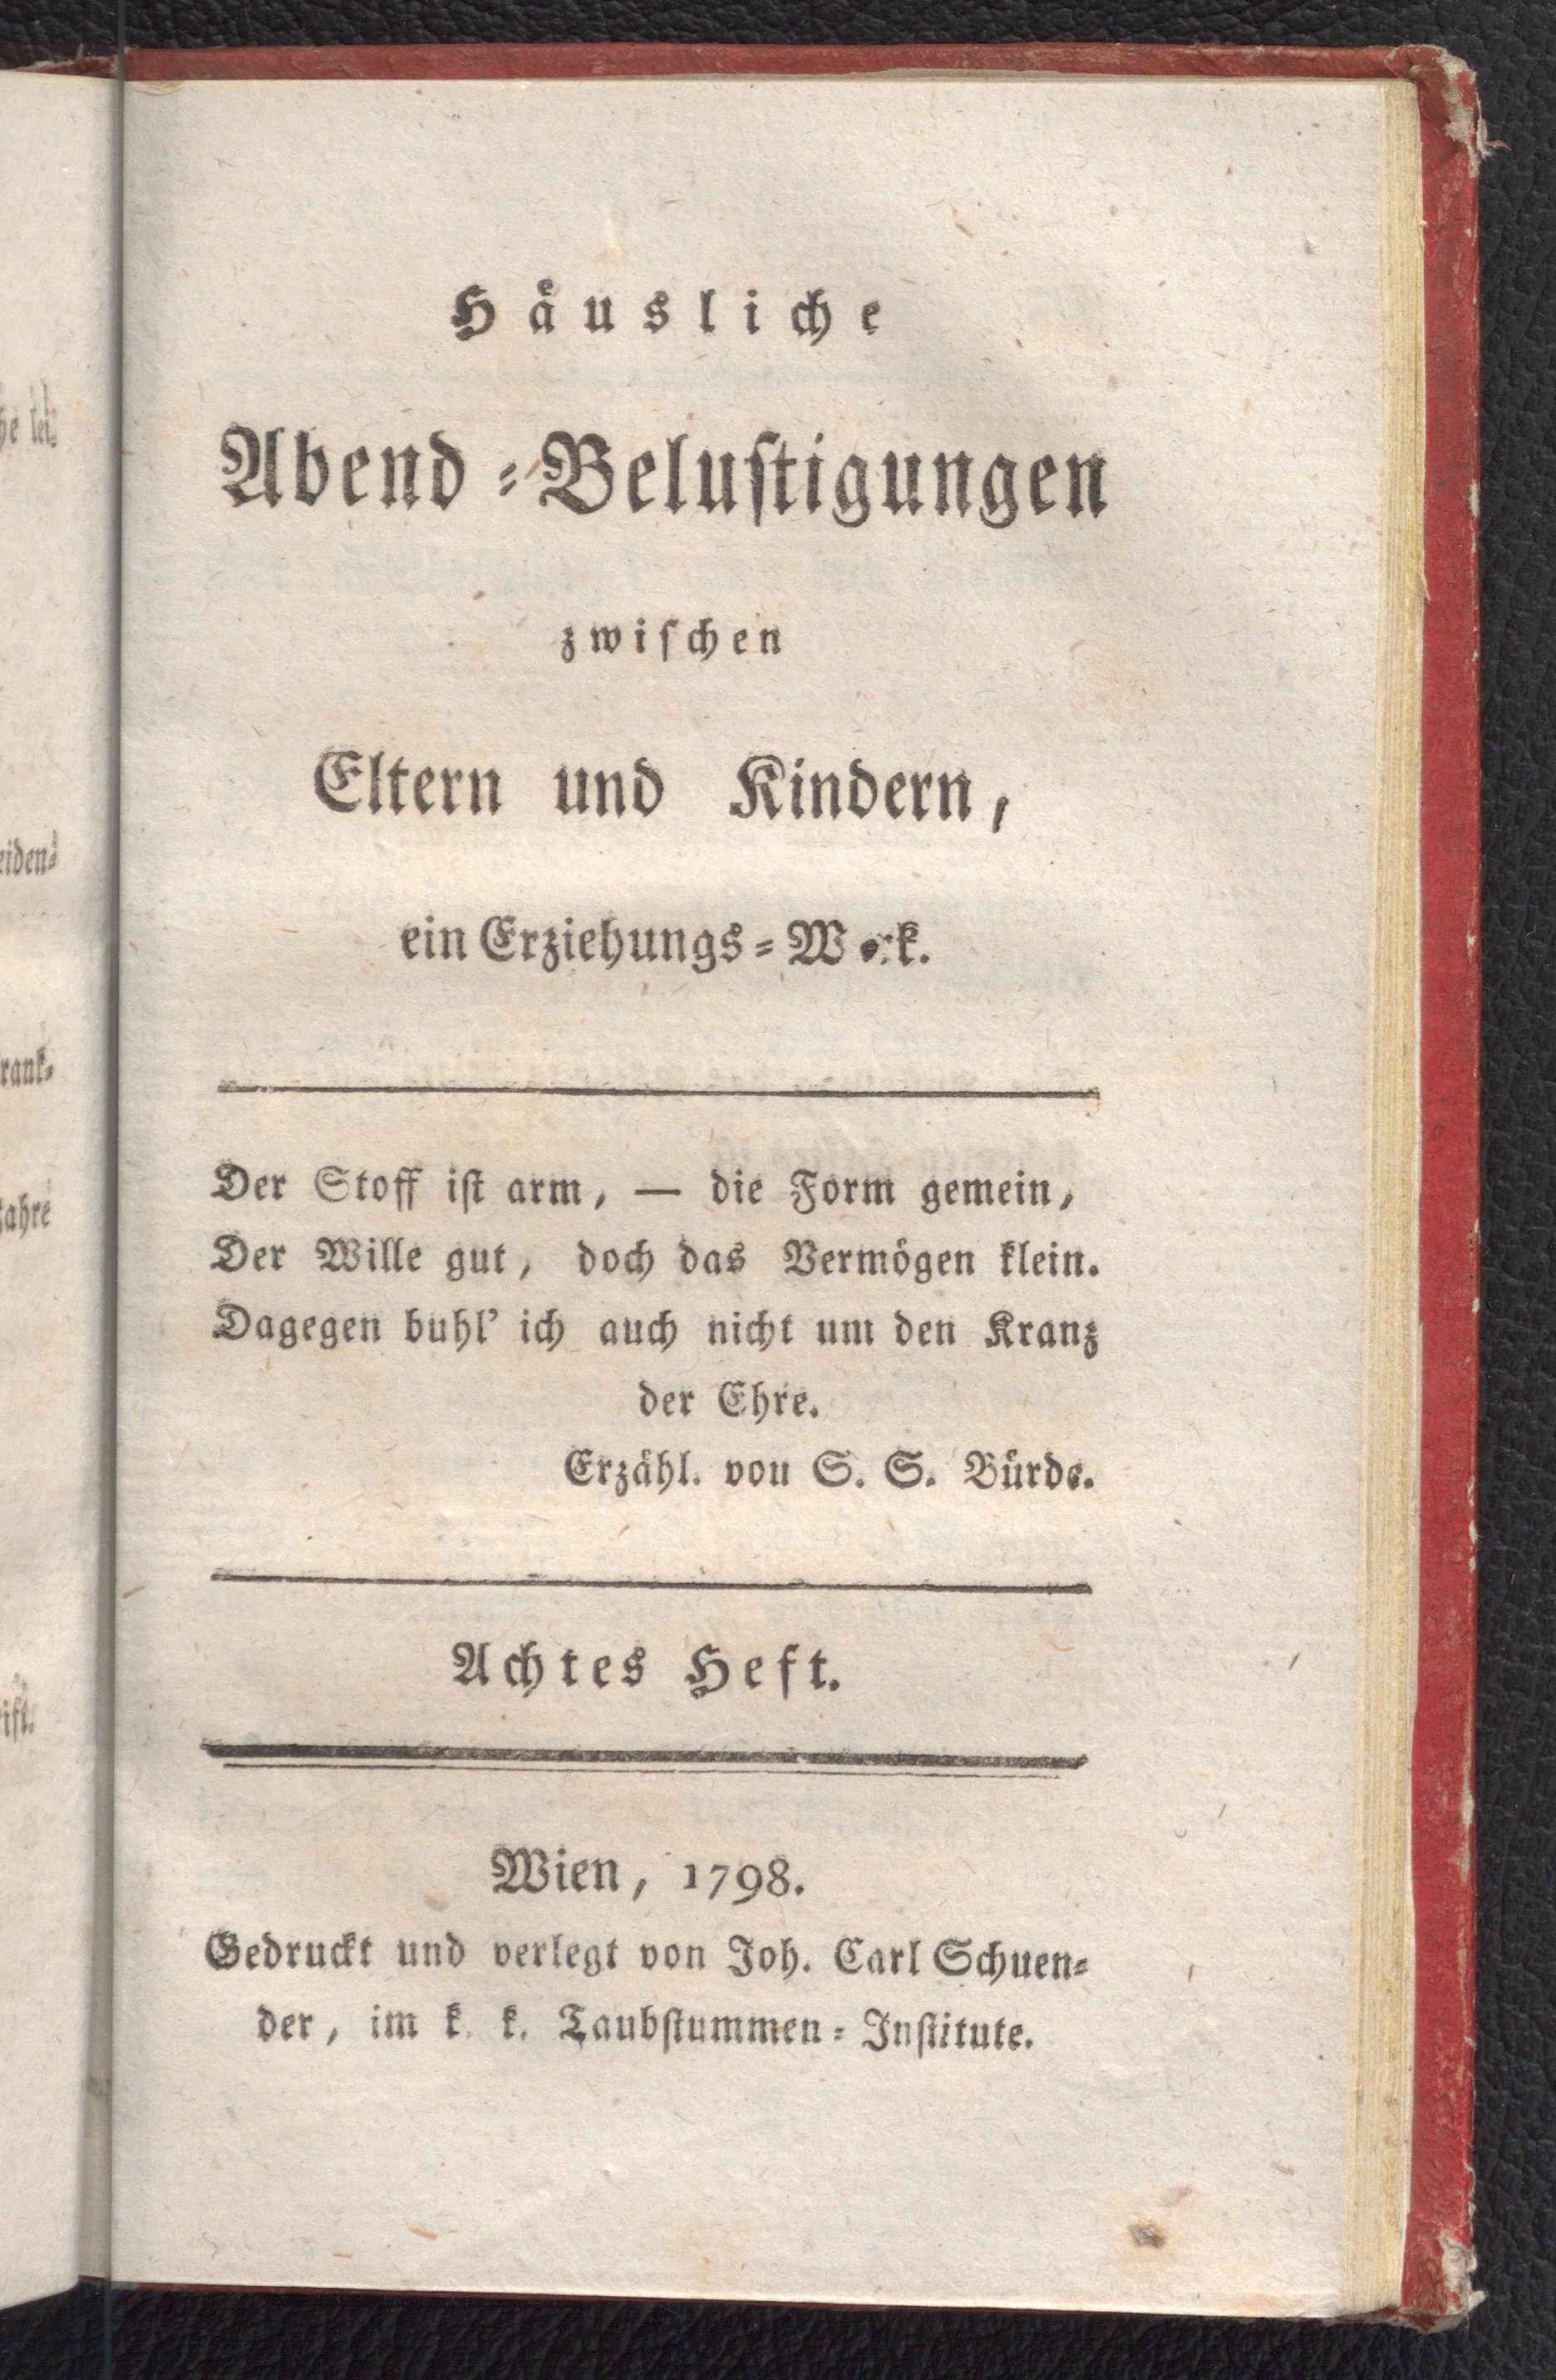 Häusliche
Abend-Belustigungen
zwischen
Eltern und Kindern,
ein Erziehungs-Werk.
Der Stoff ist arm, — die Form gemein,
Der Wille gut, doch das Vermögen klein.
Dagegen buhl' ich auch nicht um den Kranz
der Ehre.
Erzähl. von S. S. Bürde.
Achtes Heft.
Wien, 1798.
Gedruckt und verlegt von Joh. Carl Schuen-
der, im k. k. Taubstummen-Institute.